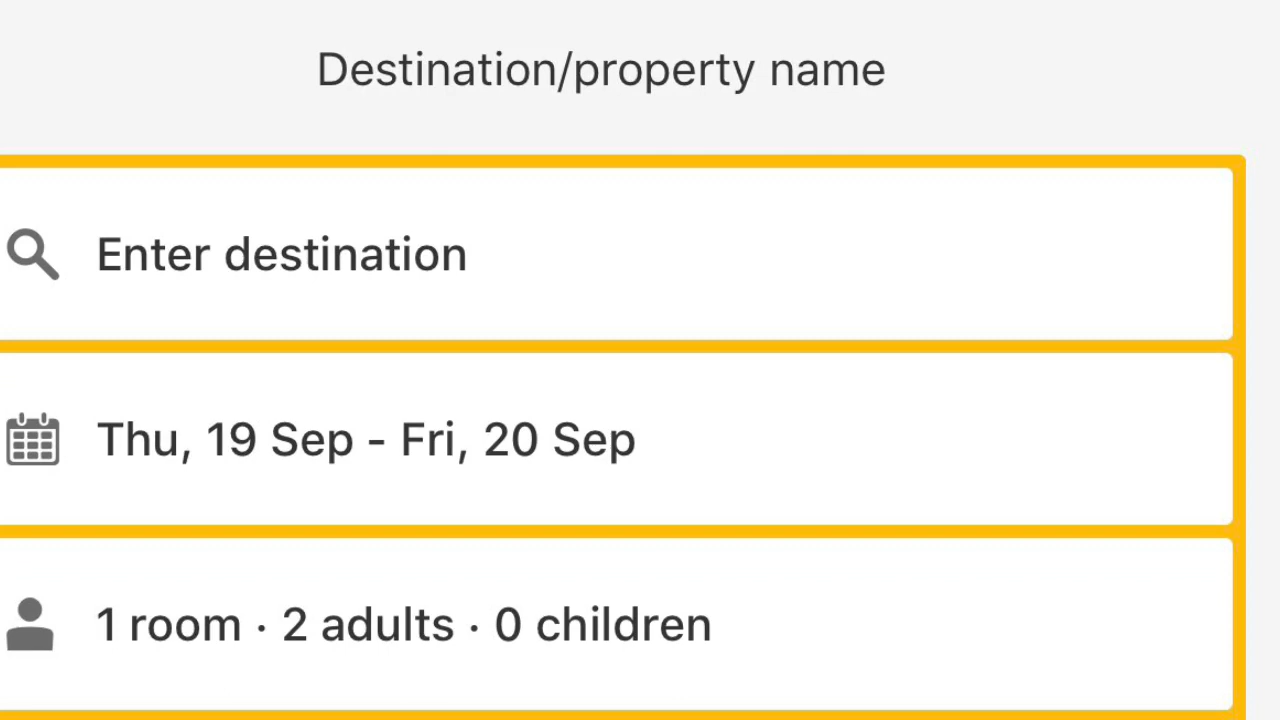 Destination/property name
Enter destination
Thu, 19 Sep - Fri, 20 Sep
1 room · 2 adults · 0 children